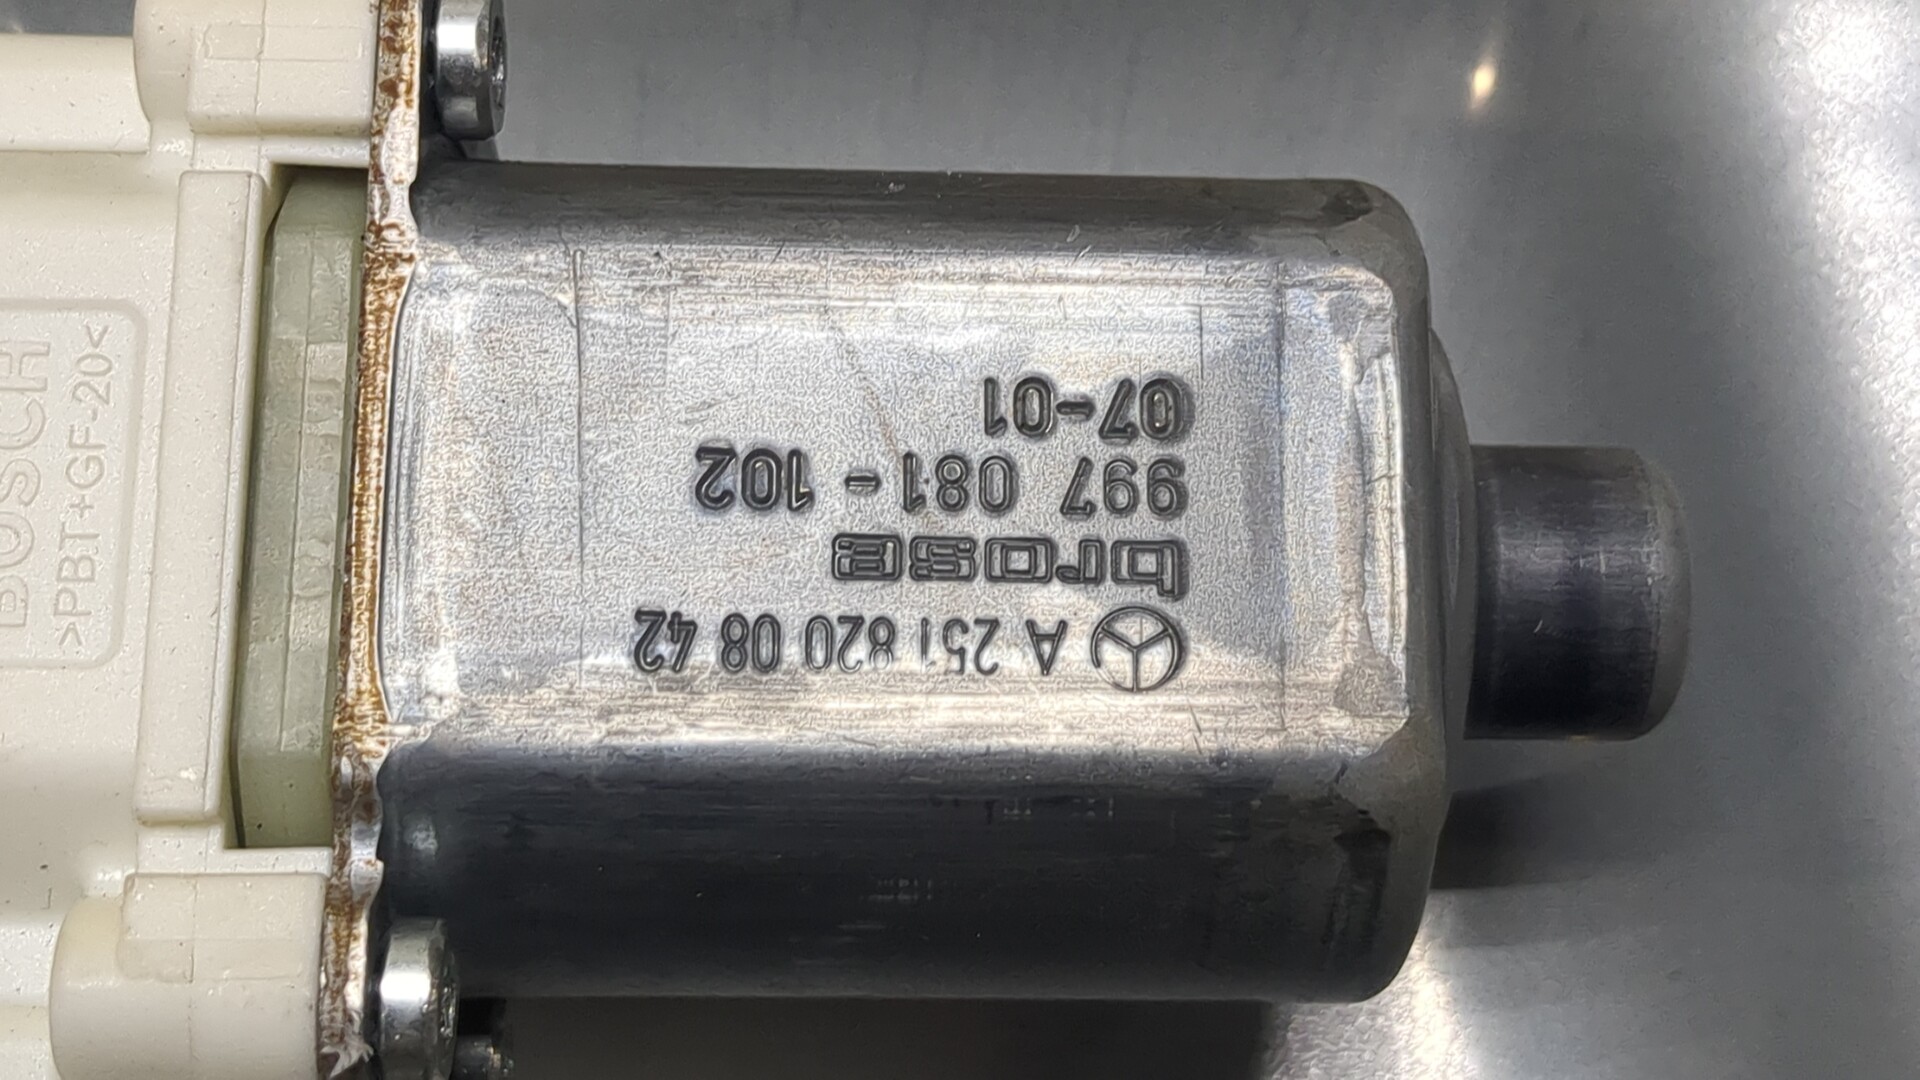 A 251 820 08 42
brose
997 081-102
07-01
BOSCH
>PBT+GF-20<